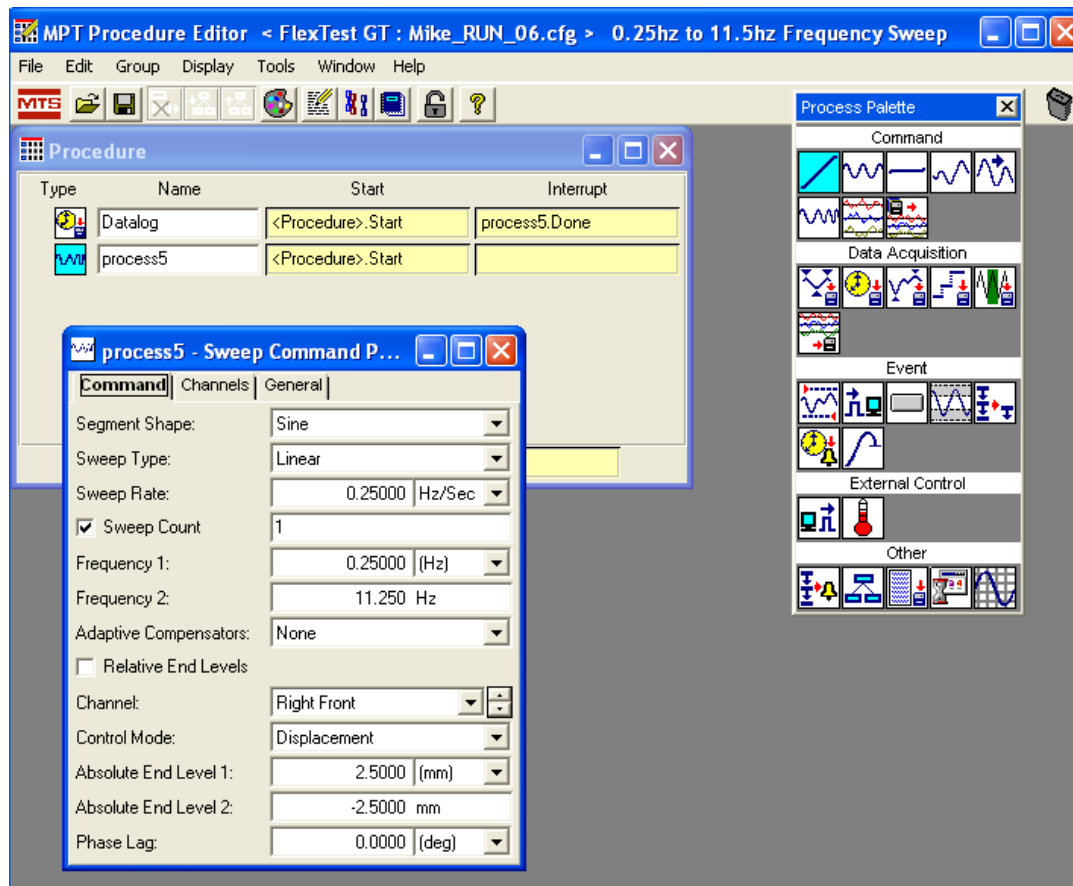 MPT Procedure Editor < FlexTest GT : Mike_RUN_06.cfg > 0.25hz to 11.5hz Frequency Sweep
File Edit Group Display Tools Window Help
MTS
Process Palette
Command
Procedure
Type Name Start Interrupt
Datalog <Procedure>.Start process5.Done
process5 <Procedure>.Start
Data Acquisition
Event
External Control
Other
process5 - Sweep Command P...
Command Channels General
Segment Shape: Sine
Sweep Type: Linear
Sweep Rate: 0.25000 Hz/Sec
Sweep Count 1
Frequency 1: 0.25000 (Hz)
Frequency 2: 11.250 Hz
Adaptive Compensators: None
Relative End Levels
Channel: Right Front
Control Mode: Displacement
Absolute End Level 1: 2.5000 (mm)
Absolute End Level 2: -2.5000 mm
Phase Lag: 0.0000 (deg)